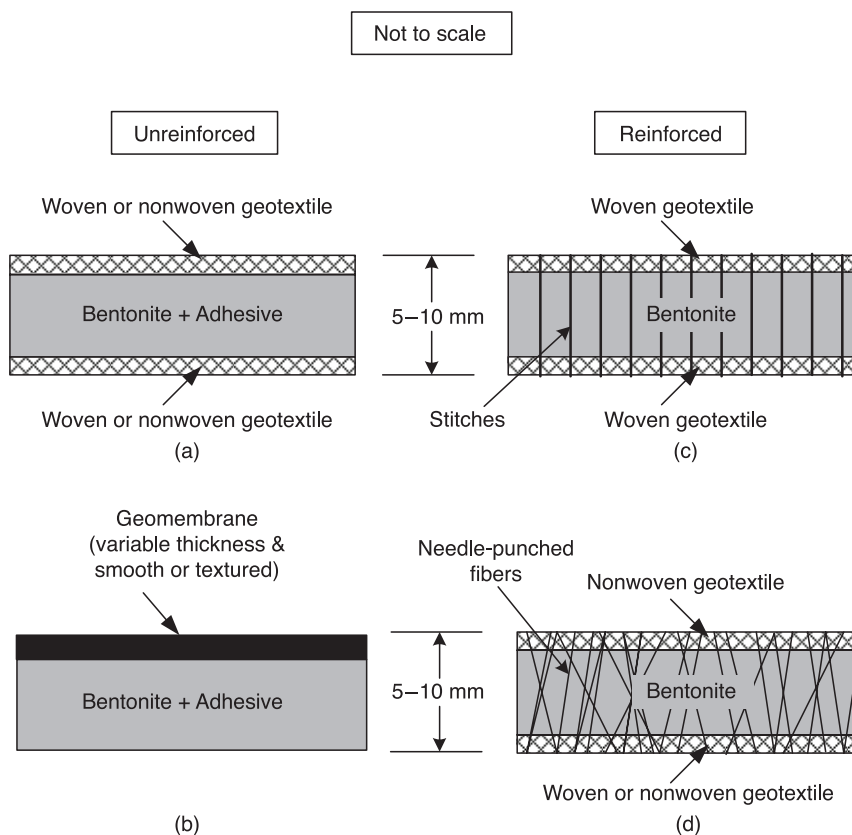 Not to scale
Unreinforced
Reinforced
Woven or nonwoven geotextile
Bentonite + Adhesive
Woven or nonwoven geotextile
(a)
5–10 mm
Woven geotextile
Bentonite
Stitches
Woven geotextile
(c)
Geomembrane
(variable thickness &
smooth or textured)
Bentonite + Adhesive
(b)
5–10 mm
Needle-punched
fibers
Nonwoven geotextile
Bentonite
Woven or nonwoven geotextile
(d)